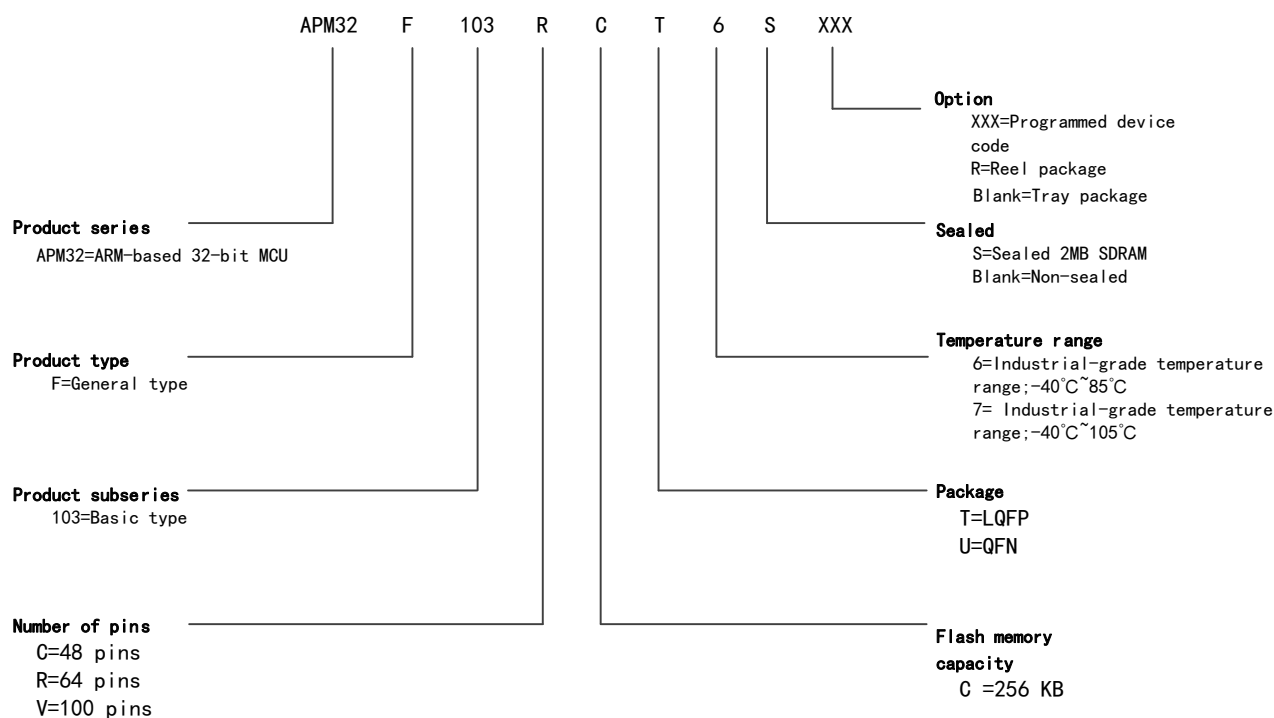 APM32 F 103 R C T 6 S XXX
Option
XXX=Programmed device
code
R=Reel package
Blank=Tray package
Product series
APM32=ARM-based 32-bit MCU
Sealed
S=Sealed 2MB SDRAM
Blank=Non-sealed
Product type
F=General type
Temperature range
6=Industrial-grade temperature
range;-40℃~85℃
7= Industrial-grade temperature
range;-40℃~105℃
Product subseries
103=Basic type
Package
T=LQFP
U=QFN
Number of pins
C=48 pins
R=64 pins
V=100 pins
Flash memory
capacity
C =256 KB